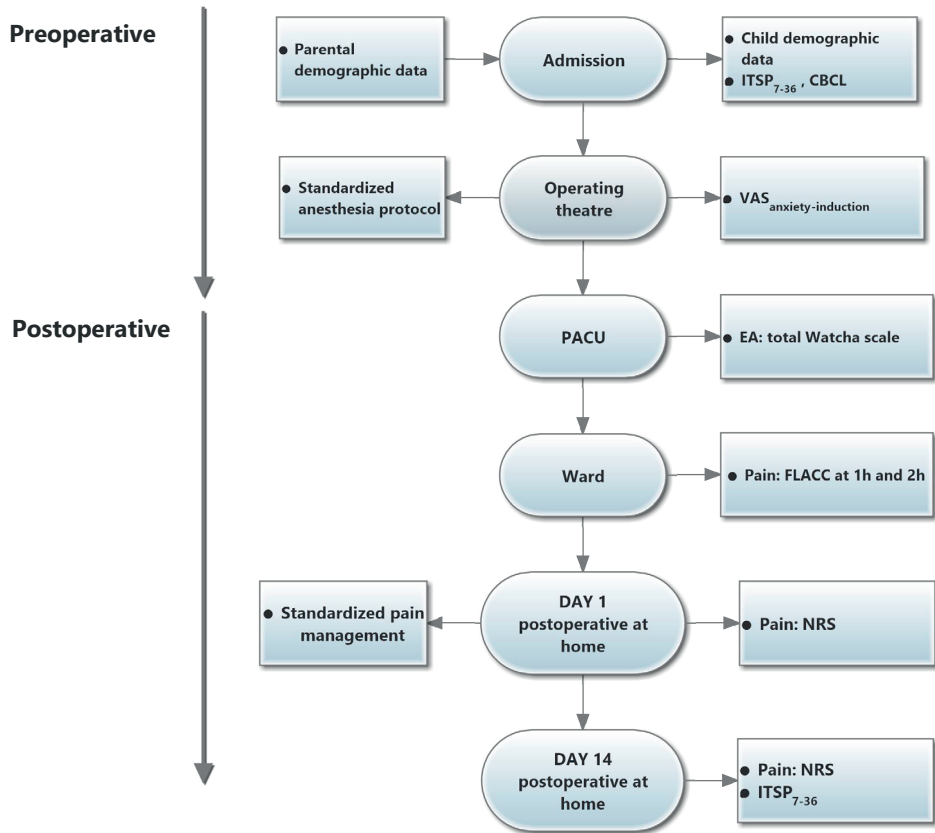 Preoperative
● Parental
demographic data
Admission
● Child demographic
data
● ITSP7-36 , CBCL
● Standardized
anesthesia protocol
Operating
theatre
● VASanxiety-induction
Postoperative
PACU
● EA: total Watcha scale
Ward
● Pain: FLACC at 1h and 2h
● Standardized pain
management
DAY 1
postoperative at
home
● Pain: NRS
DAY 14
postoperative at
home
● Pain: NRS
● ITSP7-36